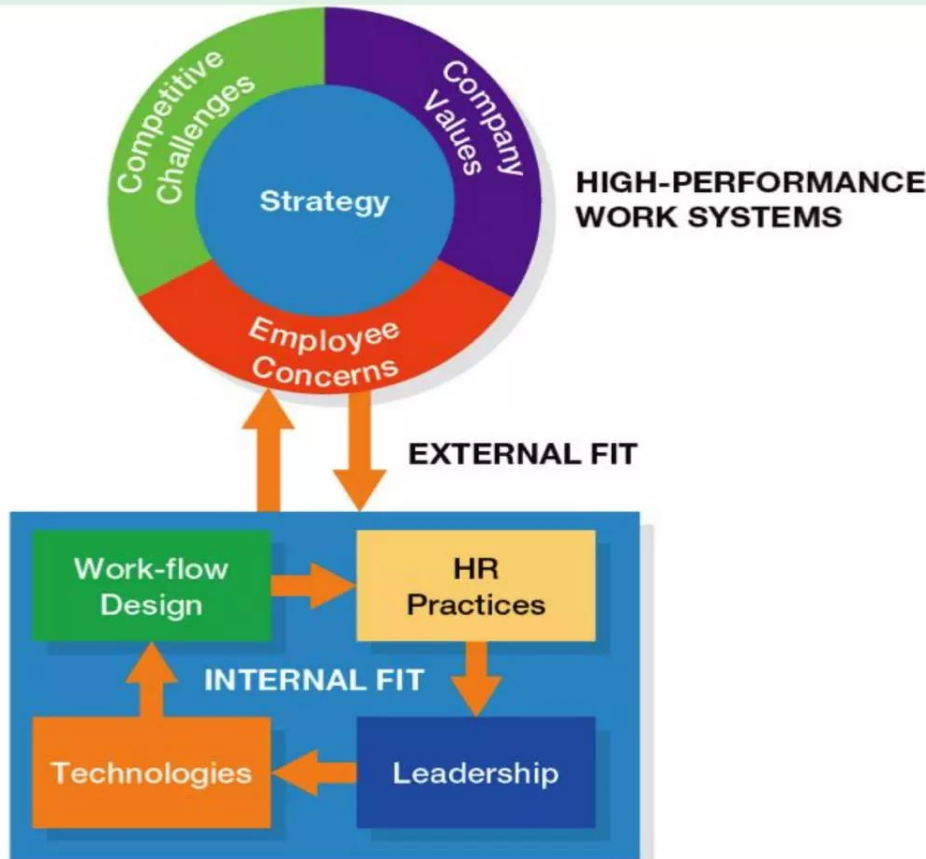 Competitive
Challenges
Company
Values
Strategy
Employee
Concerns
HIGH-PERFORMANCE
WORK SYSTEMS
EXTERNAL FIT
Work-flow
Design
HR
Practices
INTERNAL FIT
Technologies
Leadership